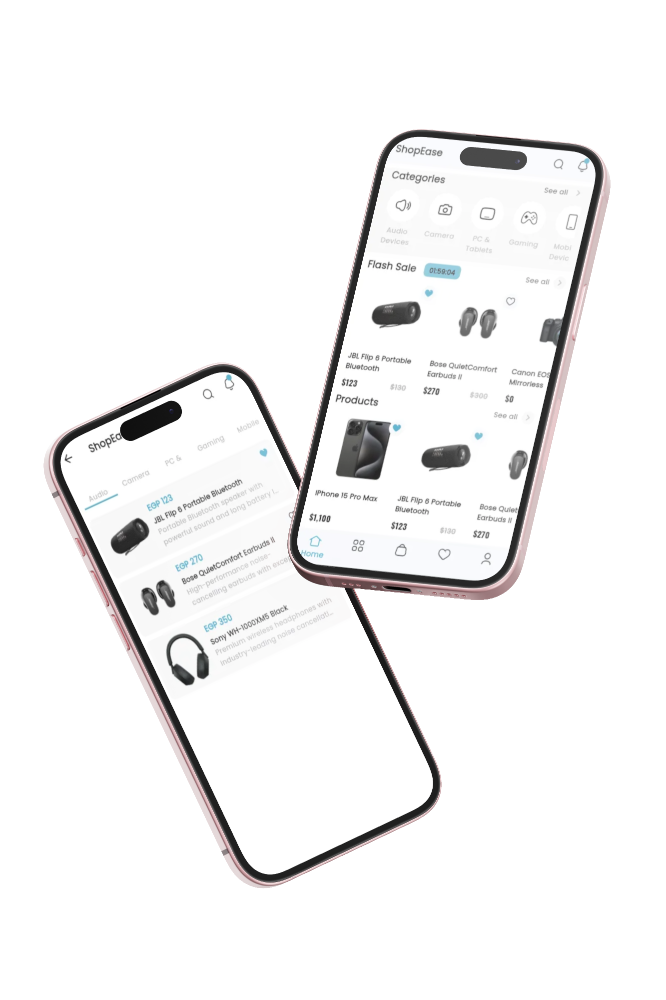 ShopEase
Categories
See all
Audio
Devices
Camera
PC &
Tablets
Gaming
Mobi
Devic
Flash Sale
01:59:04
See all
JBL Flip 6 Portable
Bluetooth
$123
$130
Bose QuietComfort
Earbuds II
$270
$300
Canon EOS
Mirrorless
$0
Products
See all
iPhone 15 Pro Max
$1,100
JBL Flip 6 Portable
Bluetooth
$123
$130
Bose Quiet
Earbuds II
$270
Home
ShopEa
Audio
Camera
PC &
Gaming
Mobile
EGP 123
JBL Flip 6 Portable Bluetooth
Portable Bluetooth speaker with
powerful sound and long battery l...
EGP 270
Bose QuietComfort Earbuds II
High-performance noise-
cancelling earbuds with exce
EGP 350
Sony WH-1000XM5 Black
Premium wireless headphones with
industry-leading noise cancellati...